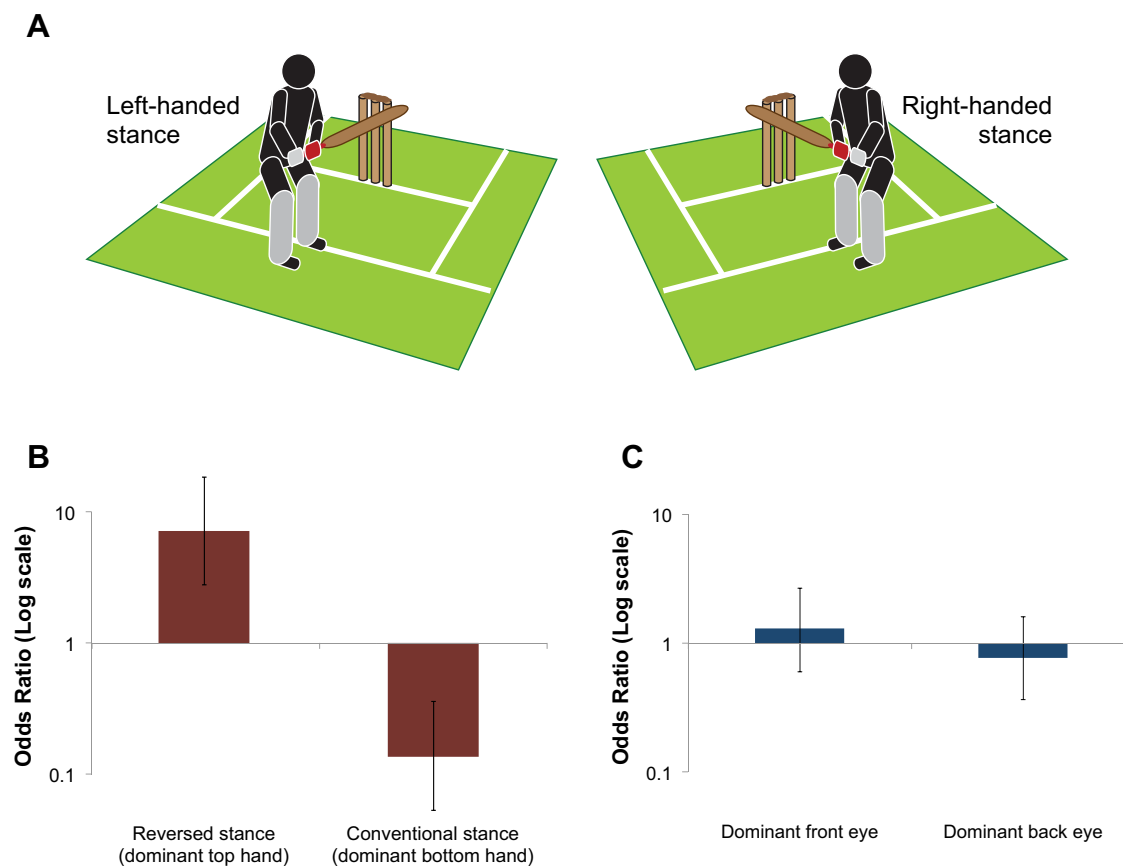 A
Left-handed
stance
Right-handed
stance
B
Odds Ratio (Log scale)
10
1
0.1
Reversed stance
(dominant top hand)
Conventional stance
(dominant bottom hand)
C
Odds Ratio (Log scale)
10
1
0.1
Dominant front eye
Dominant back eye